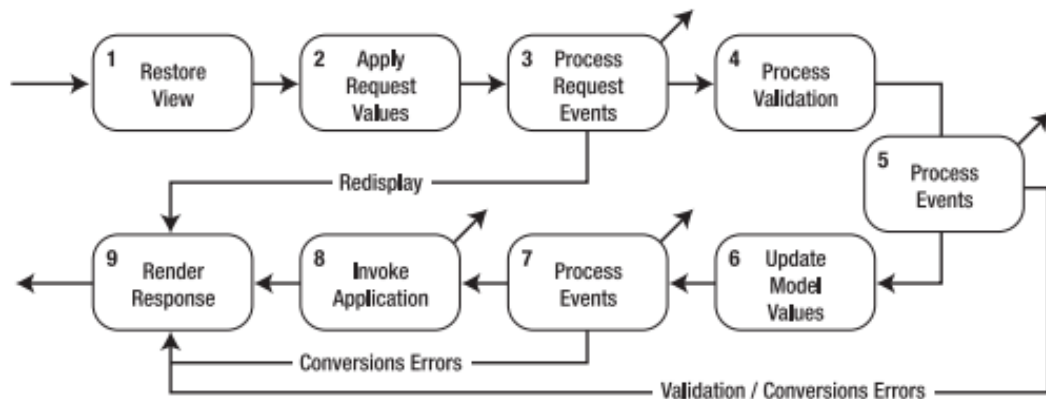 1
Restore
View
2
Apply
Request
Values
3
Process
Request
Events
4
Process
Validation
5
Process
Events
Redisplay
9
Render
Response
8
Invoke
Application
7
Process
Events
6
Update
Model
Values
Conversions Errors
Validation / Conversions Errors